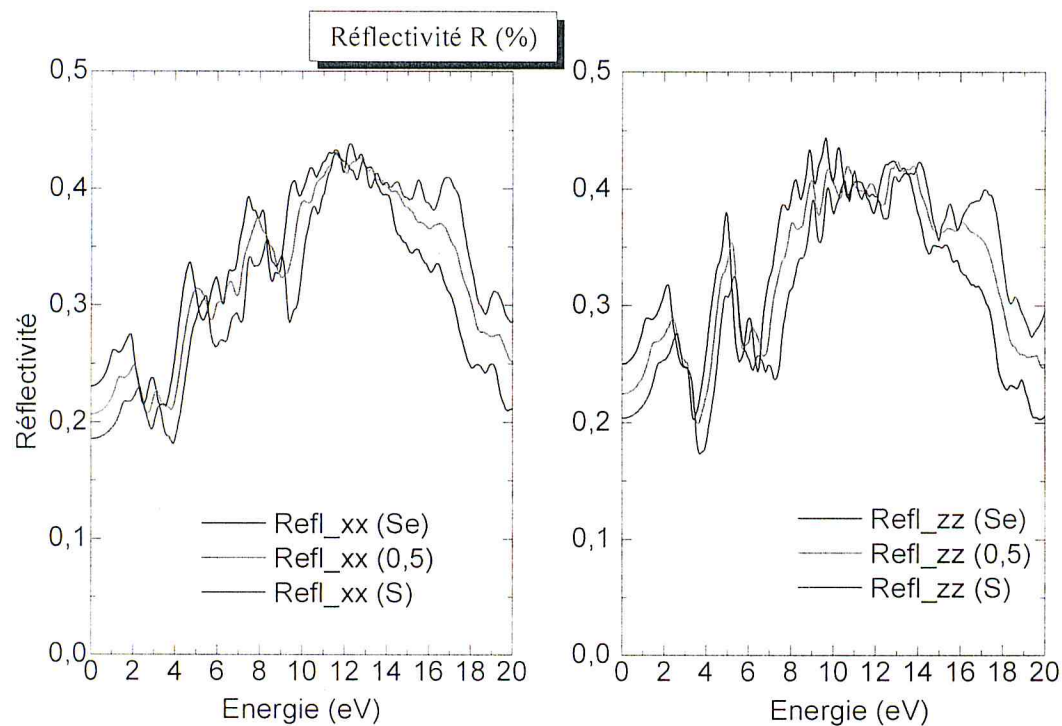 Réflectivité R (%)
0,5
0,4
0,3
0,2
0,1
0,0
Réflectivité
Refl_xx (Se)
Refl_xx (0,5)
Refl_xx (S)
0 2 4 6 8 10 12 14 16 18 20
Energie (eV)
0,5
0,4
0,3
0,2
0,1
0,0
Refl_zz (Se)
Refl_zz (0,5)
Refl_zz (S)
0 2 4 6 8 10 12 14 16 18 20
Energie (eV)